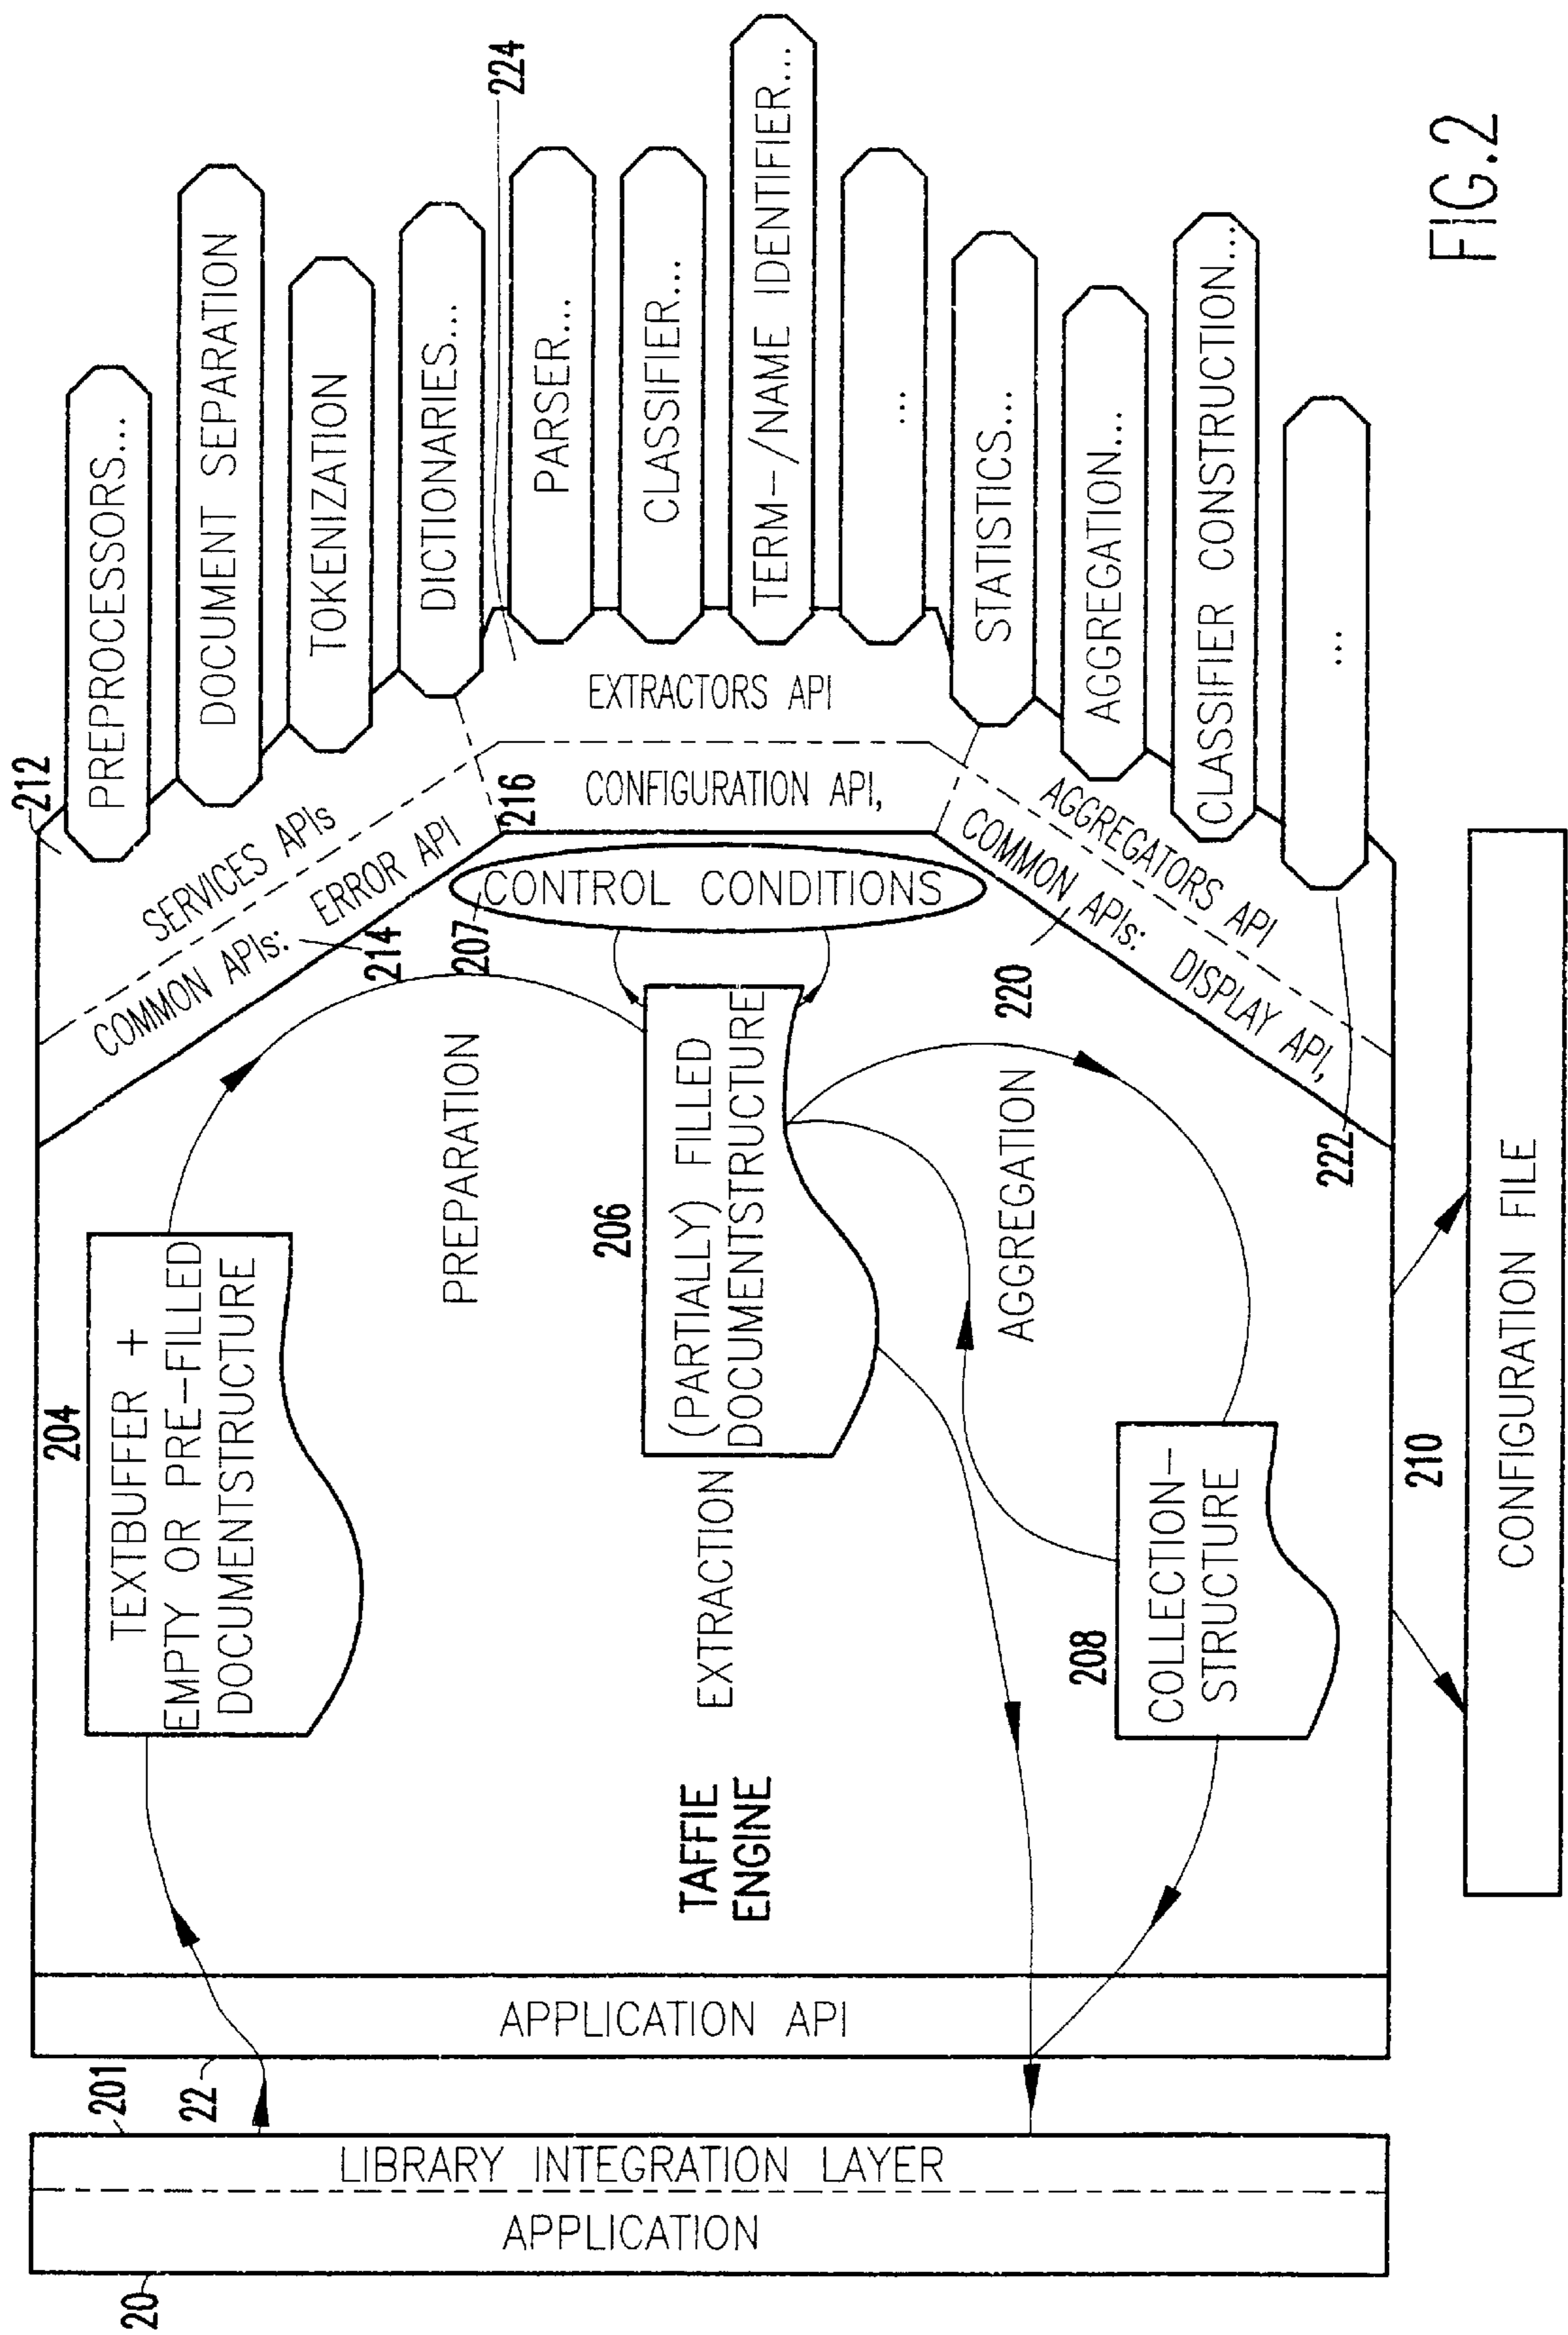 212
PREPROCESSORS...
DOCUMENT SEPARATION
TOKENIZATION
DICTIONARIES....
224
PARSER...
CLASSIFIER...
TERM-/NAME IDENTIFIER...
...
STATISTICS...
AGGREGATION...
CLASSIFIER CONSTRUCTION...
...
SERVICES APIs
COMMON APIs: ERROR API
214
216
EXTRACTORS API
CONFIGURATION API,
AGGREGATORS API
COMMON APIs: DISPLAY API,
220
222
207
CONTROL CONDITIONS
204
TEXTBUFFER +
EMPTY OR PRE-FILLED
DOCUMENTSTRUCTURE
PREPARATION
206
(PARTIALLY) FILLED
DOCUMENTSTRUCTURE
EXTRACTION
AGGREGATION
208
COLLECTION-
STRUCTURE
TAFFIE
ENGINE
210
CONFIGURATION FILE
APPLICATION API
22
201
LIBRARY INTEGRATION LAYER
APPLICATION
20
FIG.2